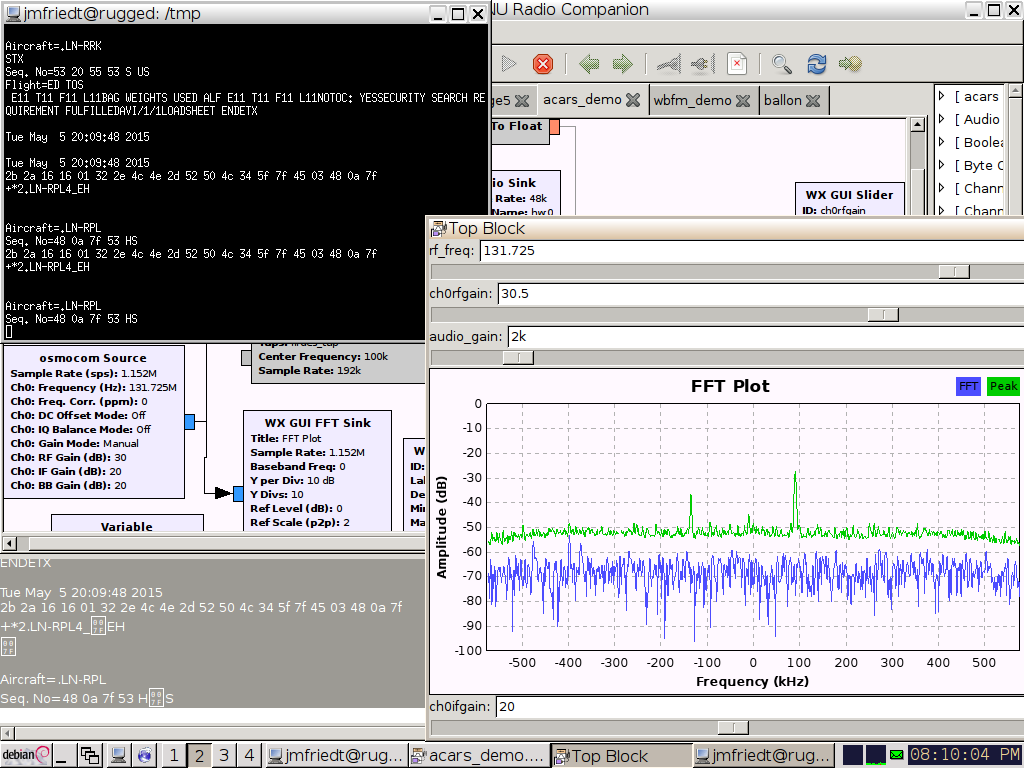 jmfriedt@rugged: /tmp
Aircraft=.LN-RRK
STX
Seq. No=53 20 55 53 S US
Flight=ED TOS
E11 T11 F11 L11BAG WEIGHTS USED ALF E11 T11 F11 L11NOTOC: YESSECURITY SEARCH RE
QUIREMENT FULFILLEDAVI/1/1LOADSHEET ENDETX
Tue May  5 20:09:48 2015
Tue May  5 20:09:48 2015
2b 2a 16 16 01 32 2e 4c 4e 2d 52 50 4c 34 5f 7f 45 03 48 0a 7f
+*2.LN-RPL4_EH
Aircraft=.LN-RPL
Seq. No=48 0a 7f 53 HS
2b 2a 16 16 01 32 2e 4c 4e 2d 52 50 4c 34 5f 7f 45 03 48 0a 7f
+*2.LN-RPL4_EH
Aircraft=.LN-RPL
Seq. No=48 0a 7f 53 HS
NU Radio Companion
ge5
acars_demo
wbfm_demo
ballon
To Float
io Sink
Rate: 48k
Name: hw0
WX GUI Slider
ID: ch0rfgain
[ acars
[ Audio
[ Boolea
[ Byte C
[ Chann
[ Chann
osmocom Source
Sample Rate (sps): 1.152M
Ch0: Frequency (Hz): 131.725M
Ch0: Freq. Corr. (ppm): 0
Ch0: DC Offset Mode: Off
Ch0: IQ Balance Mode: Off
Ch0: Gain Mode: Manual
Ch0: RF Gain (dB): 30
Ch0: IF Gain (dB): 20
Ch0: BB Gain (dB): 20
Center Frequency: 100k
Sample Rate: 192k
WX GUI FFT Sink
Title: FFT Plot
Sample Rate: 1.152M
Baseband Freq: 0
Y per Div: 10 dB
Y Divs: 10
Ref Level (dB): 0
Ref Scale (p2p): 2
W
ID:
La
De
Mi
Ma
Variable
ENDETX
Tue May  5 20:09:48 2015
2b 2a 16 16 01 32 2e 4c 4e 2d 52 50 4c 34 5f 7f 45 03 48 0a 7f
+*2.LN-RPL4_EH
Aircraft=.LN-RPL
Seq. No=48 0a 7f 53 HS
Top Block
rf_freq: 131.725
ch0rfgain: 30.5
audio_gain: 2k
FFT Plot
FFT
Peak
0
-10
-20
-30
-40
-50
-60
-70
-80
-90
-100
Amplitude (dB)
-500 -400 -300 -200 -100 0 100 200 300 400 500
Frequency (kHz)
ch0ifgain: 20
debian
1 2 3 4
jmfriedt@rug...
acars_demo....
Top Block
jmfriedt@rug...
08:10:04 PM